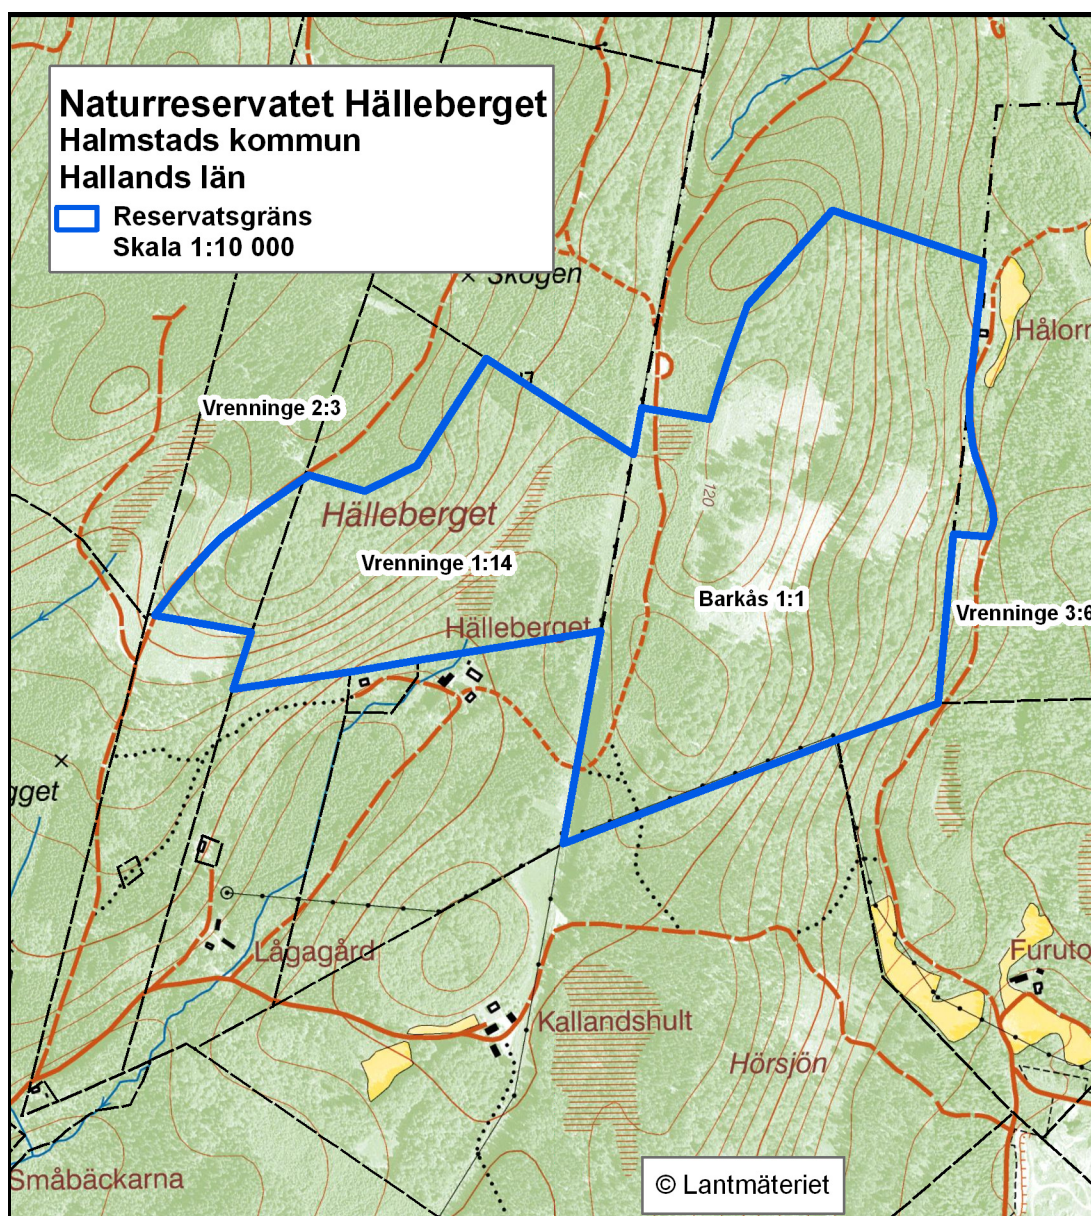 Naturreservatet Hälleberget
Halmstads kommun
Hallands län
Reservatsgräns
Skala 1:10 000
Skogen
Hålorr
Vrenninge 2:3
120
Hälleberget
Vrenninge 1:14
Barkås 1:1
Vrenninge 3:6
Hälleberget
gget
Lågagård
Furuto
Kallandshult
Hörsjön
Småbäckarna
© Lantmäteriet